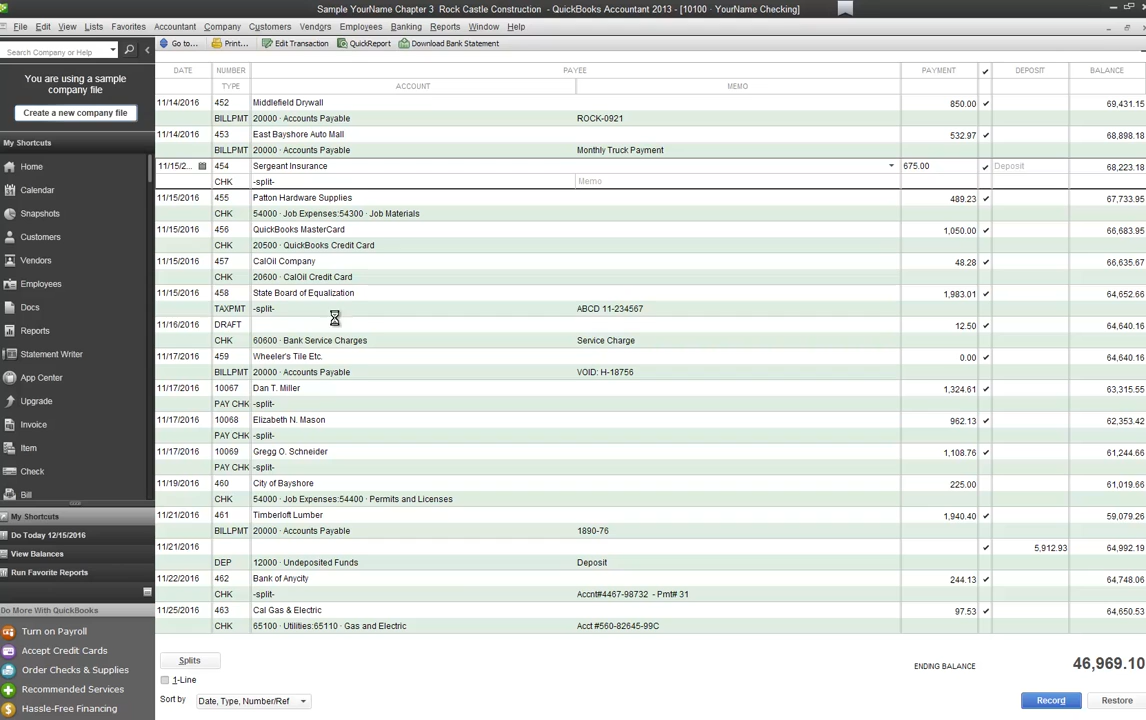 Sample YourName Chapter 3  Rock Castle Construction  - QuickBooks Accountant 2013 - [10100 · YourName Checking]
File Edit View Lists Favorites Accountant Company Customers Vendors Employees Banking Reports Window Help
Search Company or Help
Go to... Print... Edit Transaction QuickReport Download Bank Statement
You are using a sample
company file
Create a new company file
My Shortcuts
Home
Calendar
Snapshots
Customers
Vendors
Employees
Docs
Reports
Statement Writer
App Center
Upgrade
Invoice
Item
Check
Bill
My Shortcuts
Do Today 12/15/2016
View Balances
Run Favorite Reports
Do More With QuickBooks
Turn on Payroll
Accept Credit Cards
Order Checks & Supplies
Recommended Services
Hassle-Free Financing
DATE NUMBER PAYEE PAYMENT ✓ DEPOSIT BALANCE
TYPE ACCOUNT MEMO
11/14/2016 452 Middlefield Drywall 850.00 ✓ 69,431.15
BILLPMT 20000 · Accounts Payable ROCK-0921
11/14/2016 453 East Bayshore Auto Mall 532.97 ✓ 68,898.18
BILLPMT 20000 · Accounts Payable Monthly Truck Payment
11/15/2... 454 Sergeant Insurance 675.00 ✓ Deposit 68,223.18
CHK -split- Memo
11/15/2016 455 Patton Hardware Supplies 489.23 ✓ 67,733.95
CHK 54000 · Job Expenses:54300 · Job Materials
11/15/2016 456 QuickBooks MasterCard 1,050.00 ✓ 66,683.95
CHK 20500 · QuickBooks Credit Card
11/15/2016 457 CalOil Company 48.28 ✓ 66,635.67
CHK 20600 · CalOil Credit Card
11/15/2016 458 State Board of Equalization 1,983.01 ✓ 64,652.66
TAXPMT -split- ABCD 11-234567
11/16/2016 DRAFT 12.50 ✓ 64,640.16
CHK 60600 · Bank Service Charges Service Charge
11/17/2016 459 Wheeler's Tile Etc. 0.00 ✓ 64,640.16
BILLPMT 20000 · Accounts Payable VOID: H-18756
11/17/2016 10067 Dan T. Miller 1,324.61 ✓ 63,315.55
PAY CHK -split-
11/17/2016 10068 Elizabeth N. Mason 962.13 ✓ 62,353.42
PAY CHK -split-
11/17/2016 10069 Gregg O. Schneider 1,108.76 ✓ 61,244.66
PAY CHK -split-
11/19/2016 460 City of Bayshore 225.00 61,019.66
CHK 54000 · Job Expenses:54400 · Permits and Licenses
11/21/2016 461 Timberloft Lumber 1,940.40 ✓ 59,079.26
BILLPMT 20000 · Accounts Payable 1890-76
11/21/2016 ✓ 5,912.93 64,992.19
DEP 12000 · Undeposited Funds Deposit
11/22/2016 462 Bank of Anycity 244.13 ✓ 64,748.06
CHK -split- Accnt#4467-98732  - Pmt# 31
11/25/2016 463 Cal Gas & Electric 97.53 ✓ 64,650.53
CHK 65100 · Utilities:65110 · Gas and Electric Acct #560-82645-99C
Splits
ENDING BALANCE 46,969.10
1-Line
Sort by Date, Type, Number/Ref
Record Restore